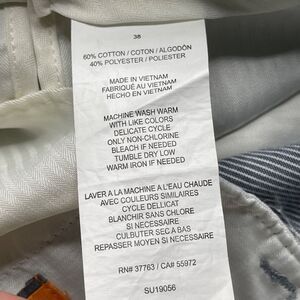 38
60% COTTON / COTON / ALGODÓN
40% POLYESTER / POLIESTER
MADE IN VIETNAM
FABRIQUÉ AU VIETNAM
HECHO EN VIETNAM
MACHINE WASH WARM
WITH LIKE COLORS
DELICATE CYCLE
ONLY NON-CHLORINE
BLEACH IF NEEDED
TUMBLE DRY LOW
WARM IRON IF NEEDED
LAVER A LA MACHINE A L'EAU CHAUDE
AVEC COULEURS SIMILAIRES
CYCLE DELLICAT
BLANCHIR SANS CLORE
SI NECESSAIRE
CULBUTER SEC A BAS
REPASSER MOYEN SI NECESSAIRE
RN# 37763 / CA# 55972
SU19056